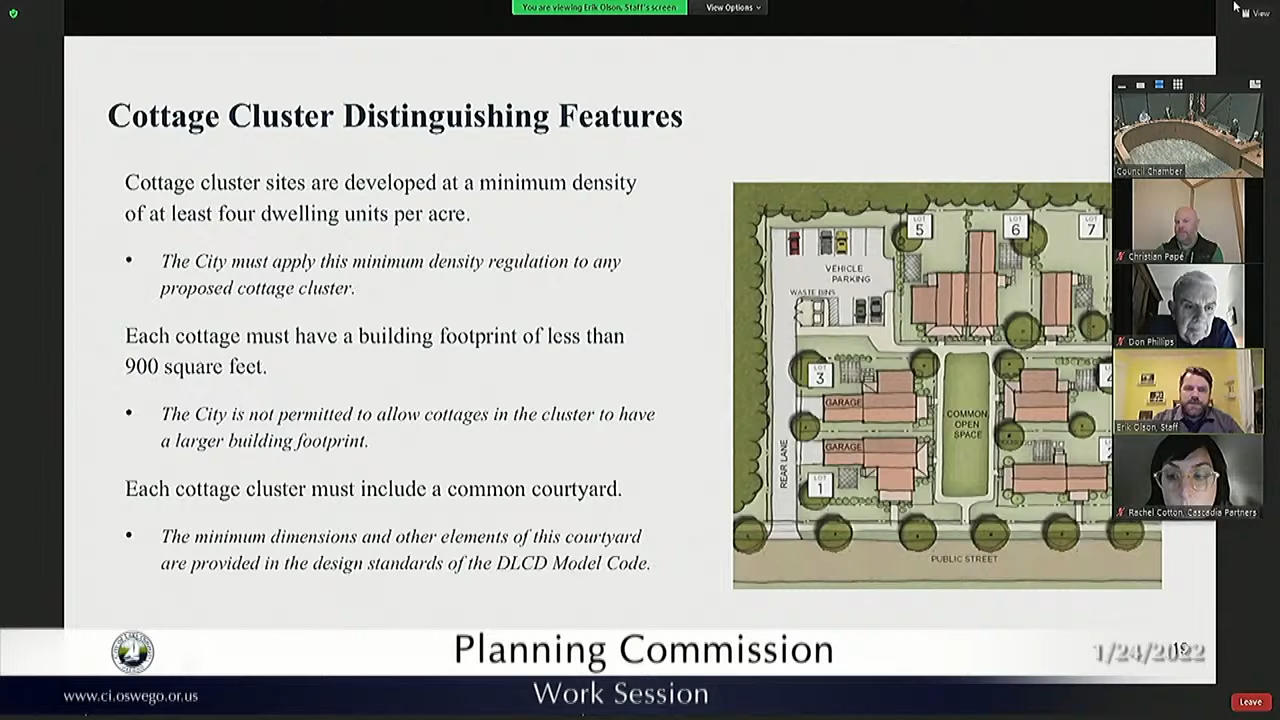 You are viewing Erik Olson, Staff's screen
View Options
View
Cottage Cluster Distinguishing Features
Cottage cluster sites are developed at a minimum density
of at least four dwelling units per acre.
• The City must apply this minimum density regulation to any
proposed cottage cluster.
Each cottage must have a building footprint of less than
900 square feet.
• The City is not permitted to allow cottages in the cluster to have
a larger building footprint.
Each cottage cluster must include a common courtyard.
• The minimum dimensions and other elements of this courtyard
are provided in the design standards of the DLCD Model Code.
LOT
5
LOT
6
LOT
7
VEHICLE
PARKING
WASTE BINS
LOT
3
GARAGE
GARAGE
COMMON
OPEN
SPACE
REAR LANE
LOT
1
PUBLIC STREET
Council Chamber
Christian Pape
Don Phillips
Erik Olson, Staff
Rachel Cotton, Cascadia Partners
Planning Commission
1/24/2022
www.ci.oswego.or.us
Work Session
Leave